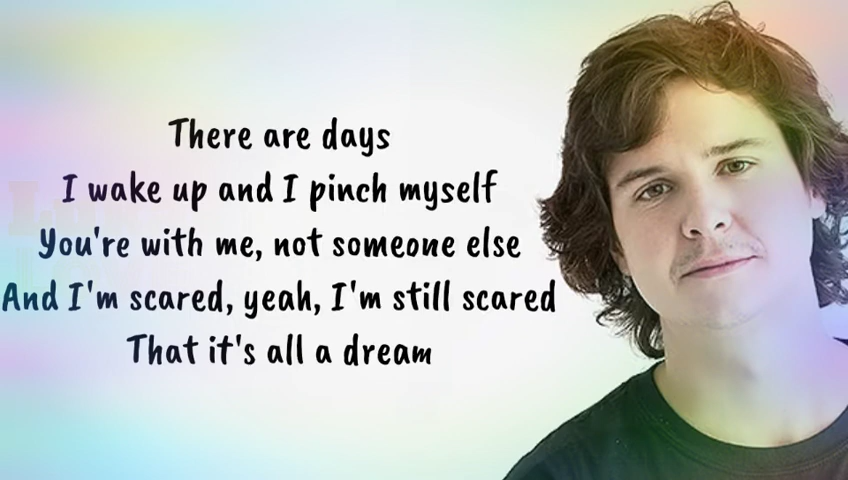 There are days
I wake up and I pinch myself
You're with me, not someone else
And I'm scared, yeah, I'm still scared
That it's all a dream